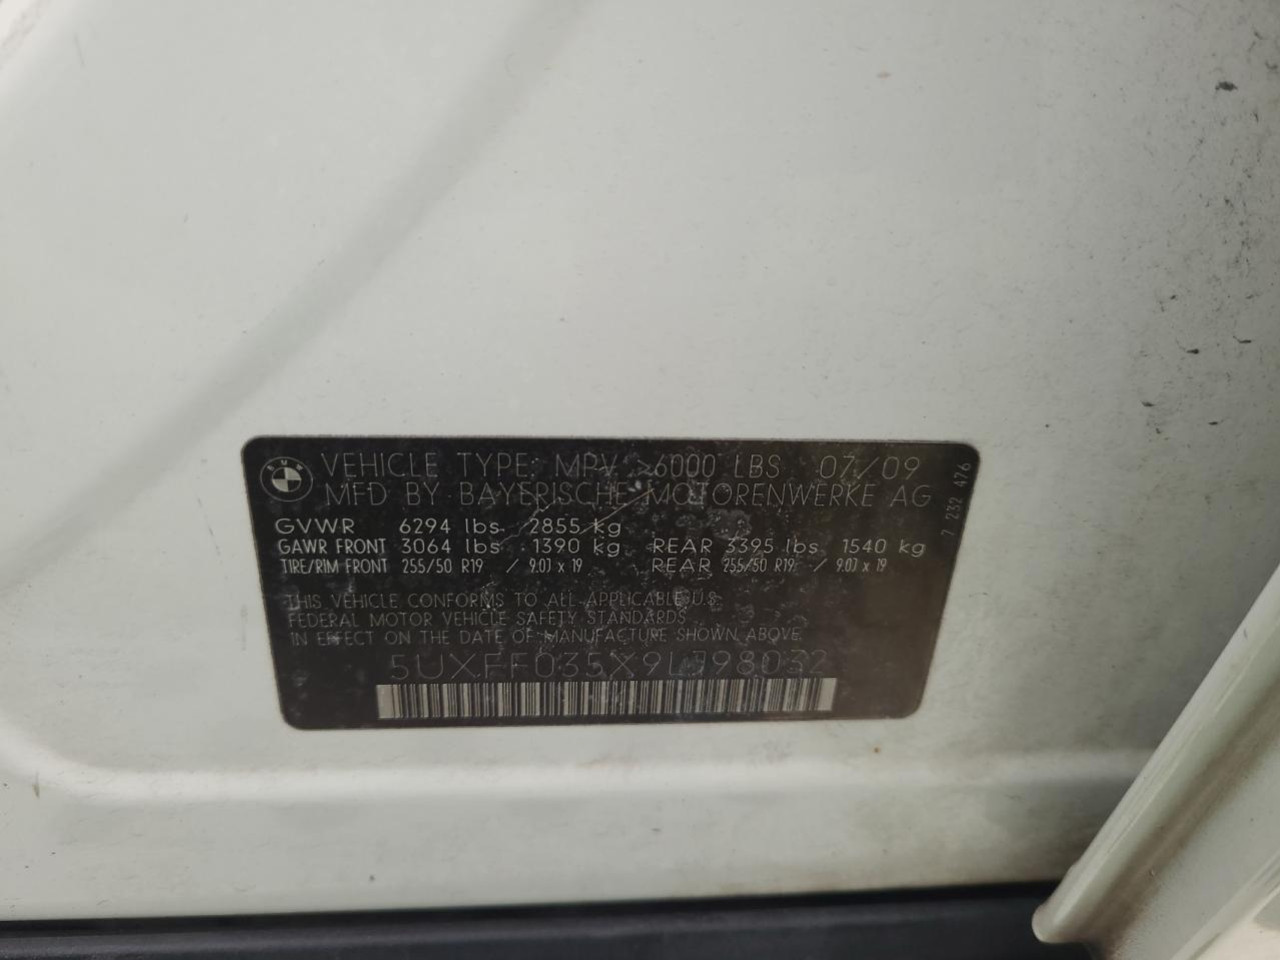 VEHICLE TYPE: MPV >6000 LBS 07/09
MFD BY BAYERISCHE MOTORENWERKE AG
GVWR 6294 lbs 2855 kg
GAWR FRONT 3064 lbs 1390 kg REAR 3395 lbs 1540 kg
TIRE/RIM FRONT 255/50 R19 / 9.0J x 19 REAR 255/50 R19 / 9.0J x 19
THIS VEHICLE CONFORMS TO ALL APPLICABLE U.S.
FEDERAL MOTOR VEHICLE SAFETY STANDARDS
IN EFFECT ON THE DATE OF MANUFACTURE SHOWN ABOVE.
5UXFF035X9LJ98032
7 232 476
BMW